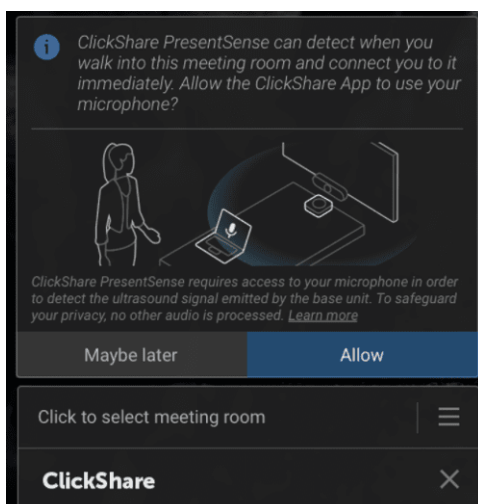 ClickShare PresentSense can detect when you
walk into this meeting room and connect you to it
immediately. Allow the ClickShare App to use your
microphone?
ClickShare PresentSense requires access to your microphone in order
to detect the ultrasound signal emitted by the base unit. To safeguard
your privacy, no other audio is processed. Learn more
Maybe later Allow
Click to select meeting room
ClickShare